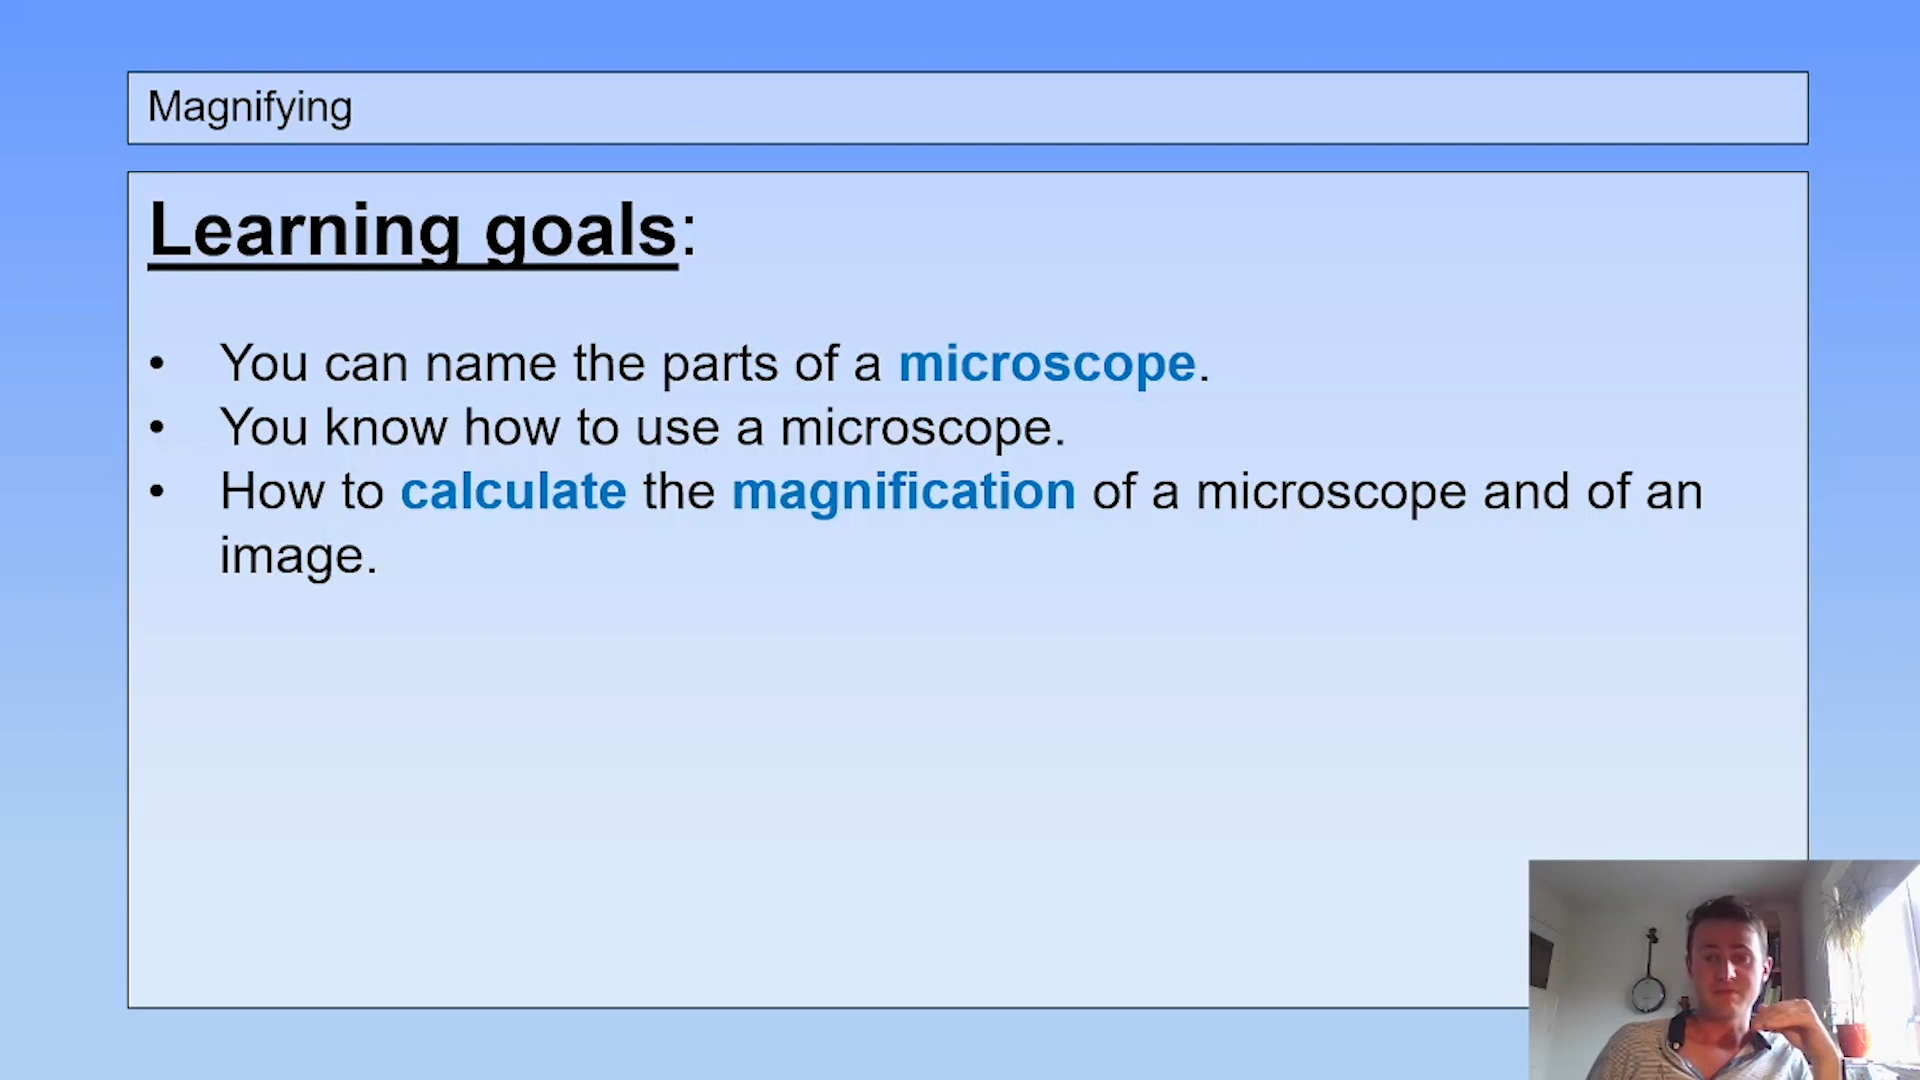 Magnifying
Learning goals:
• You can name the parts of a microscope.
• You know how to use a microscope.
• How to calculate the magnification of a microscope and of an
image.